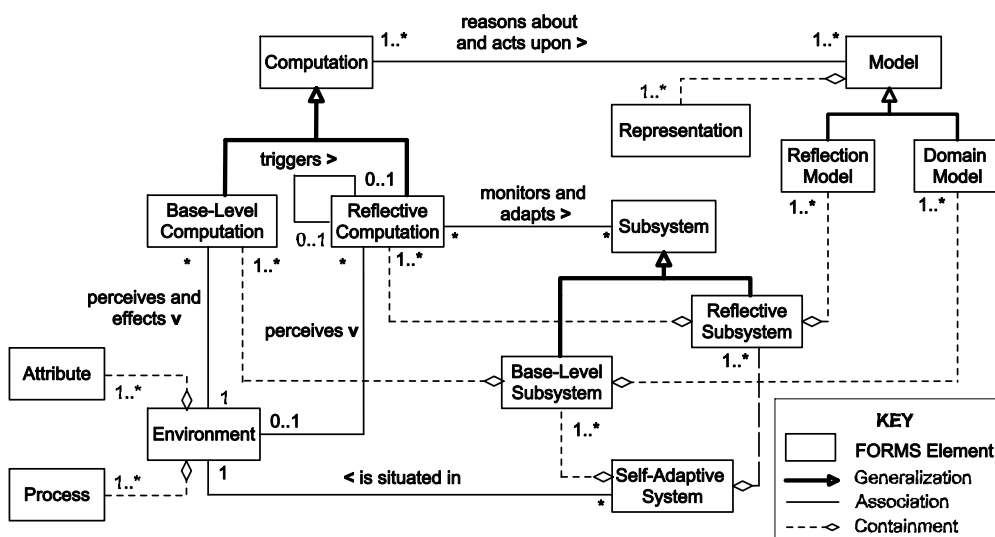 reasons about
and acts upon >
1..*
1..*
Computation
Model
1..*
Representation
triggers >
0..1
0..1
Reflection
Model
Domain
Model
1..*
1..*
monitors and
adapts >
Base-Level
Computation
Reflective
Computation
Subsystem
*
*
*
1..*
*
1..*
perceives and
effects v
perceives v
Reflective
Subsystem
1..*
Attribute
1..*
Base-Level
Subsystem
1..*
1
Environment
0..1
1
Process
1..*
< is situated in
*
Self-Adaptive
System
KEY
FORMS Element
Generalization
Association
Containment